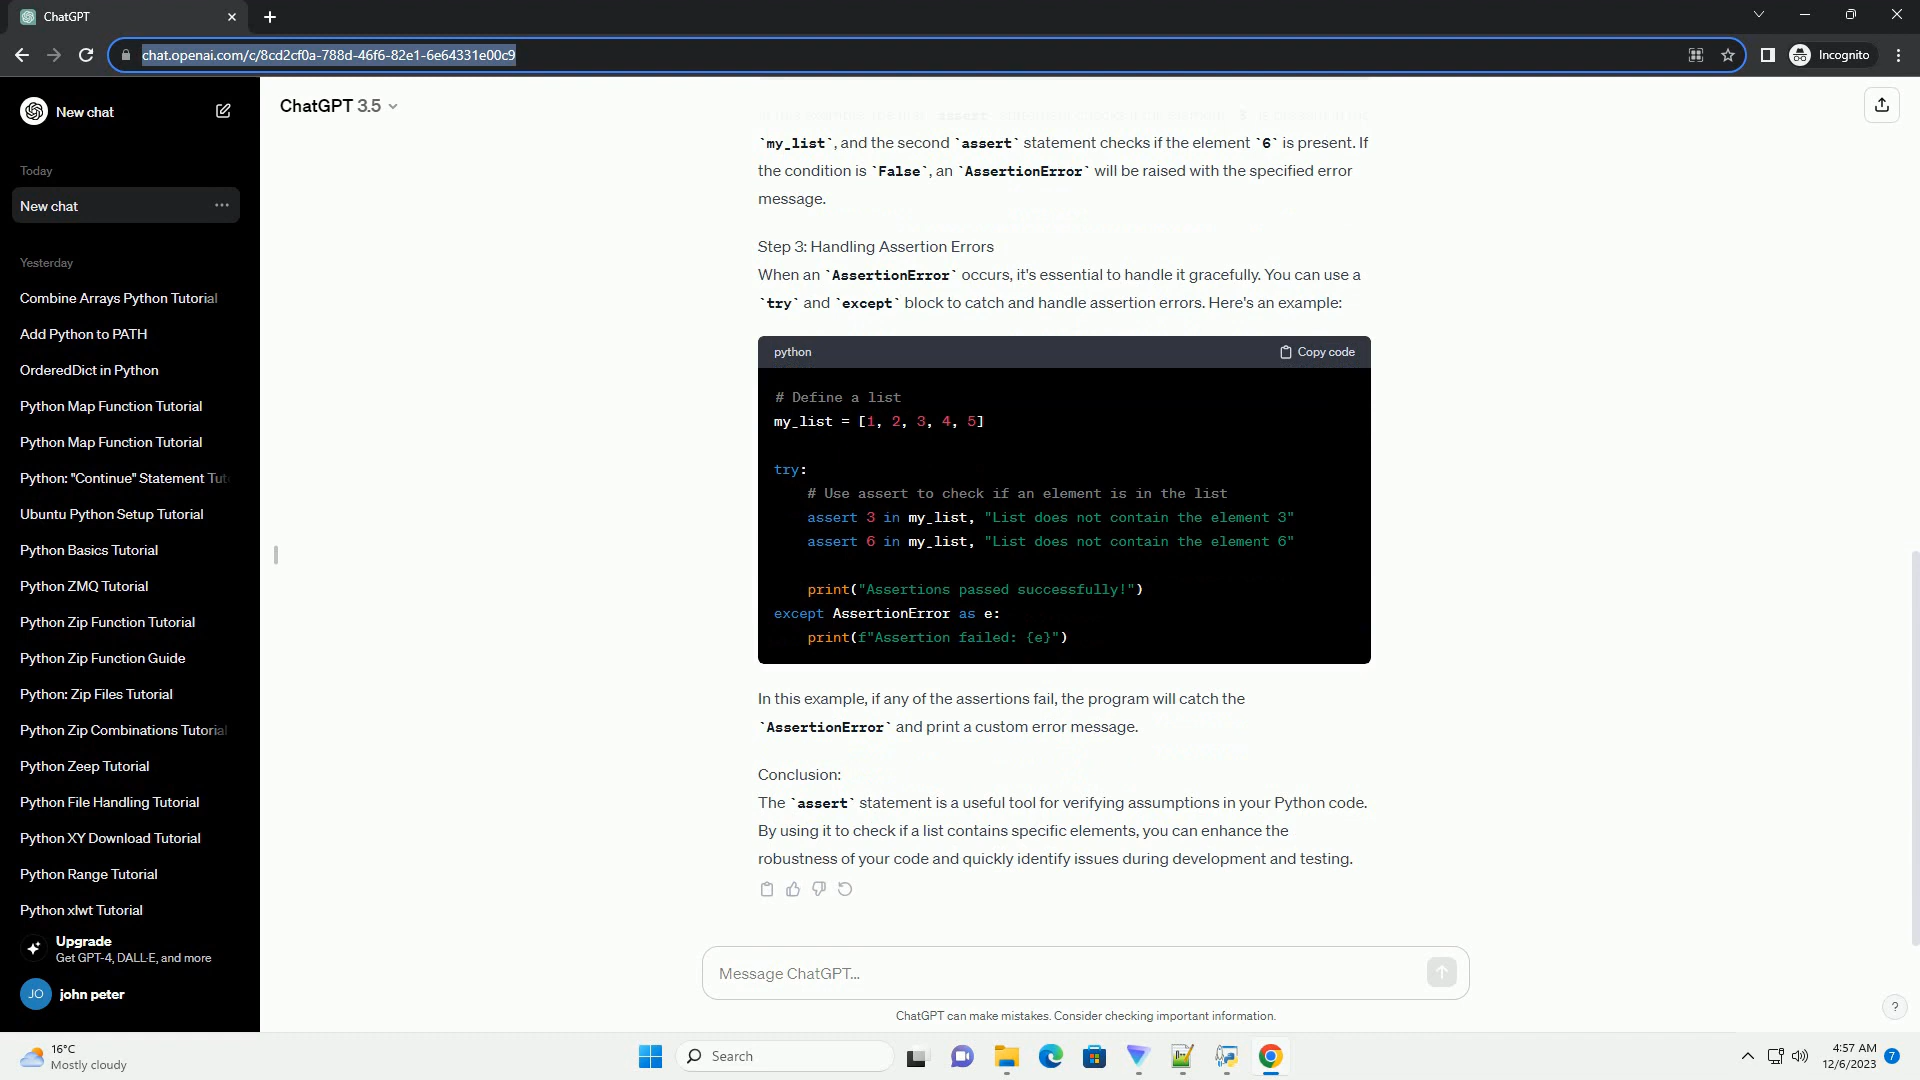 ChatGPT
chat.openai.com/c/8cd2cf0a-788d-46f6-82e1-6e64331e00c9
Incognito
New chat
Today
New chat
Yesterday
Combine Arrays Python Tutorial
Add Python to PATH
OrderedDict in Python
Python Map Function Tutorial
Python Map Function Tutorial
Python: "Continue" Statement Tut
Ubuntu Python Setup Tutorial
Python Basics Tutorial
Python ZMQ Tutorial
Python Zip Function Tutorial
Python Zip Function Guide
Python: Zip Files Tutorial
Python Zip Combinations Tutorial
Python Zeep Tutorial
Python File Handling Tutorial
Python XY Download Tutorial
Python Range Tutorial
Python xlwt Tutorial
Upgrade
Get GPT-4, DALL·E, and more
JO john peter
ChatGPT 3.5
`my_list`, and the second `assert` statement checks if the element `6` is present. If
the condition is `False`, an `AssertionError` will be raised with the specified error
message.
Step 3: Handling Assertion Errors
When an `AssertionError` occurs, it's essential to handle it gracefully. You can use a
`try` and `except` block to catch and handle assertion errors. Here's an example:
python
Copy code
# Define a list
my_list = [1, 2, 3, 4, 5]
try:
# Use assert to check if an element is in the list
assert 3 in my_list, "List does not contain the element 3"
assert 6 in my_list, "List does not contain the element 6"
print("Assertions passed successfully!")
except AssertionError as e:
print(f"Assertion failed: {e}")
In this example, if any of the assertions fail, the program will catch the
`AssertionError` and print a custom error message.
Conclusion:
The `assert` statement is a useful tool for verifying assumptions in your Python code.
By using it to check if a list contains specific elements, you can enhance the
robustness of your code and quickly identify issues during development and testing.
Message ChatGPT...
ChatGPT can make mistakes. Consider checking important information.
?
16°C
Mostly cloudy
Search
4:57 AM
12/6/2023
7